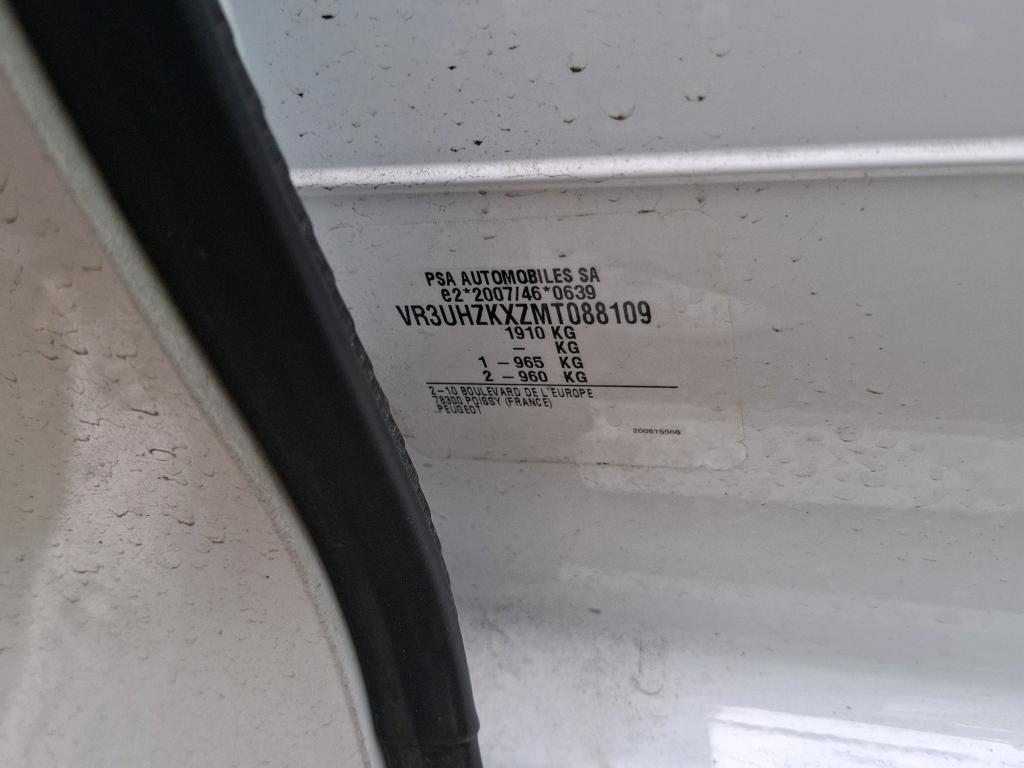 PSA AUTOMOBILES SA
e2*2007/46*0639
VR3UHZKXZMT088109
1910 KG
– KG
1 – 965 KG
2 – 960 KG
2–10 BOULEVARD DE L'EUROPE
78300 POISSY (FRANCE)
PEUGEOT